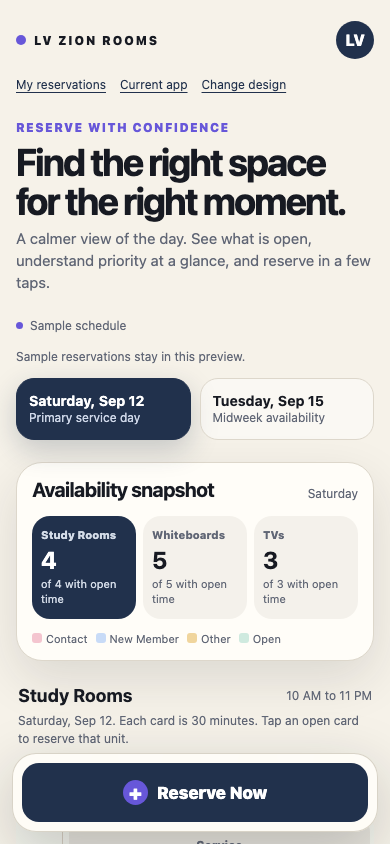 LV ZION ROOMS
LV
My reservations
Current app
Change design
RESERVE WITH CONFIDENCE
Find the right space
for the right moment.
A calmer view of the day. See what is open,
understand priority at a glance, and reserve in a few
taps.
Sample schedule
Sample reservations stay in this preview.
Saturday, Sep 12
Primary service day
Tuesday, Sep 15
Midweek availability
Availability snapshot
Saturday
Study Rooms
4
of 4 with open
time
Whiteboards
5
of 5 with open
time
TVs
3
of 3 with open
time
Contact
New Member
Other
Open
Study Rooms
10 AM to 11 PM
Saturday, Sep 12. Each card is 30 minutes. Tap an open card
to reserve that unit.
Reserve Now